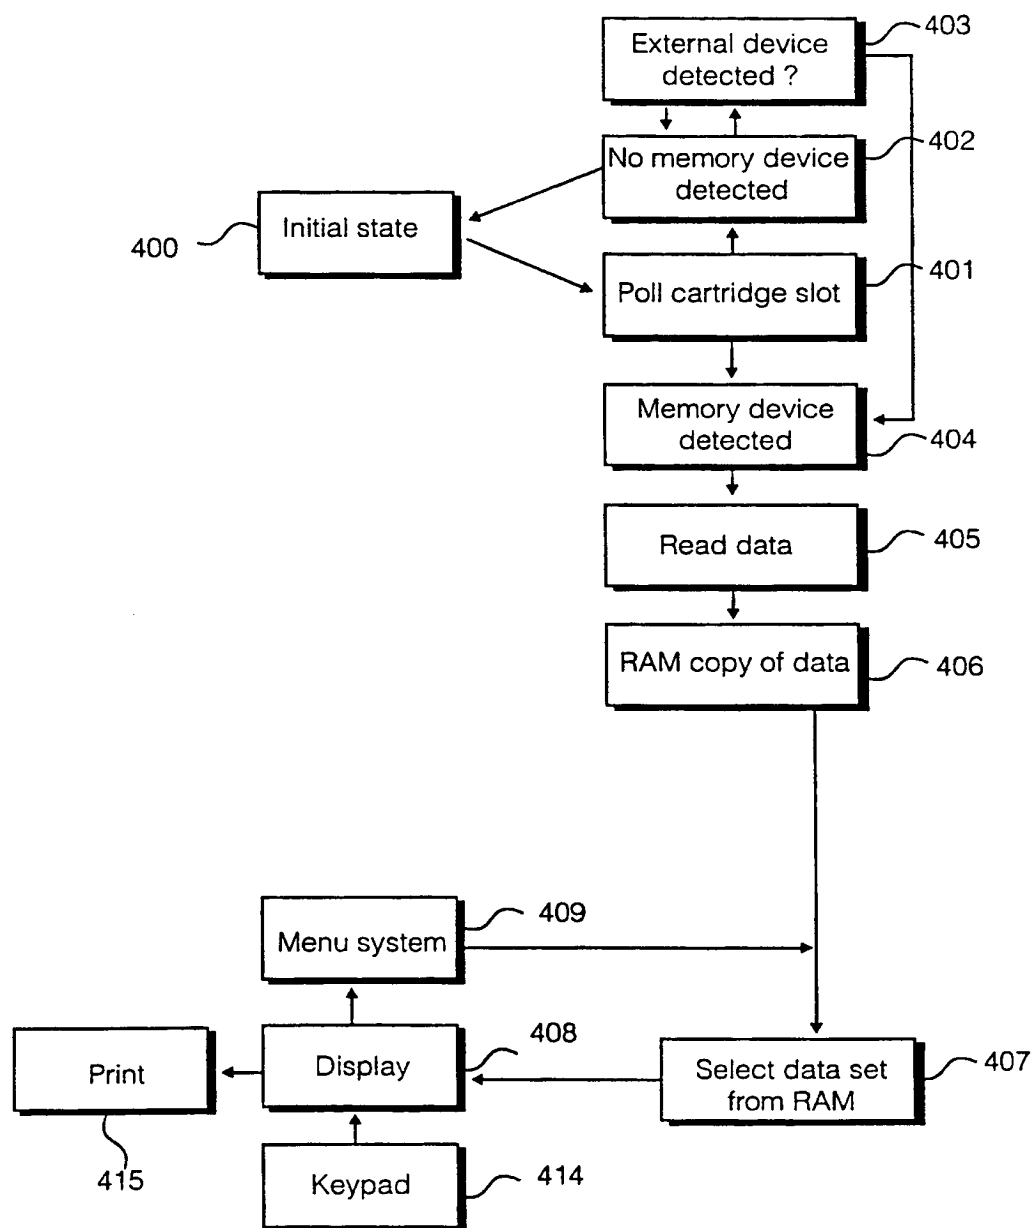 External device
detected ?
403
No memory device
detected
402
Initial state
400
Poll cartridge slot
401
Memory device
detected
404
Read data
405
RAM copy of data
406
Menu system
409
Display
408
Print
415
Select data set
from RAM
407
Keypad
414